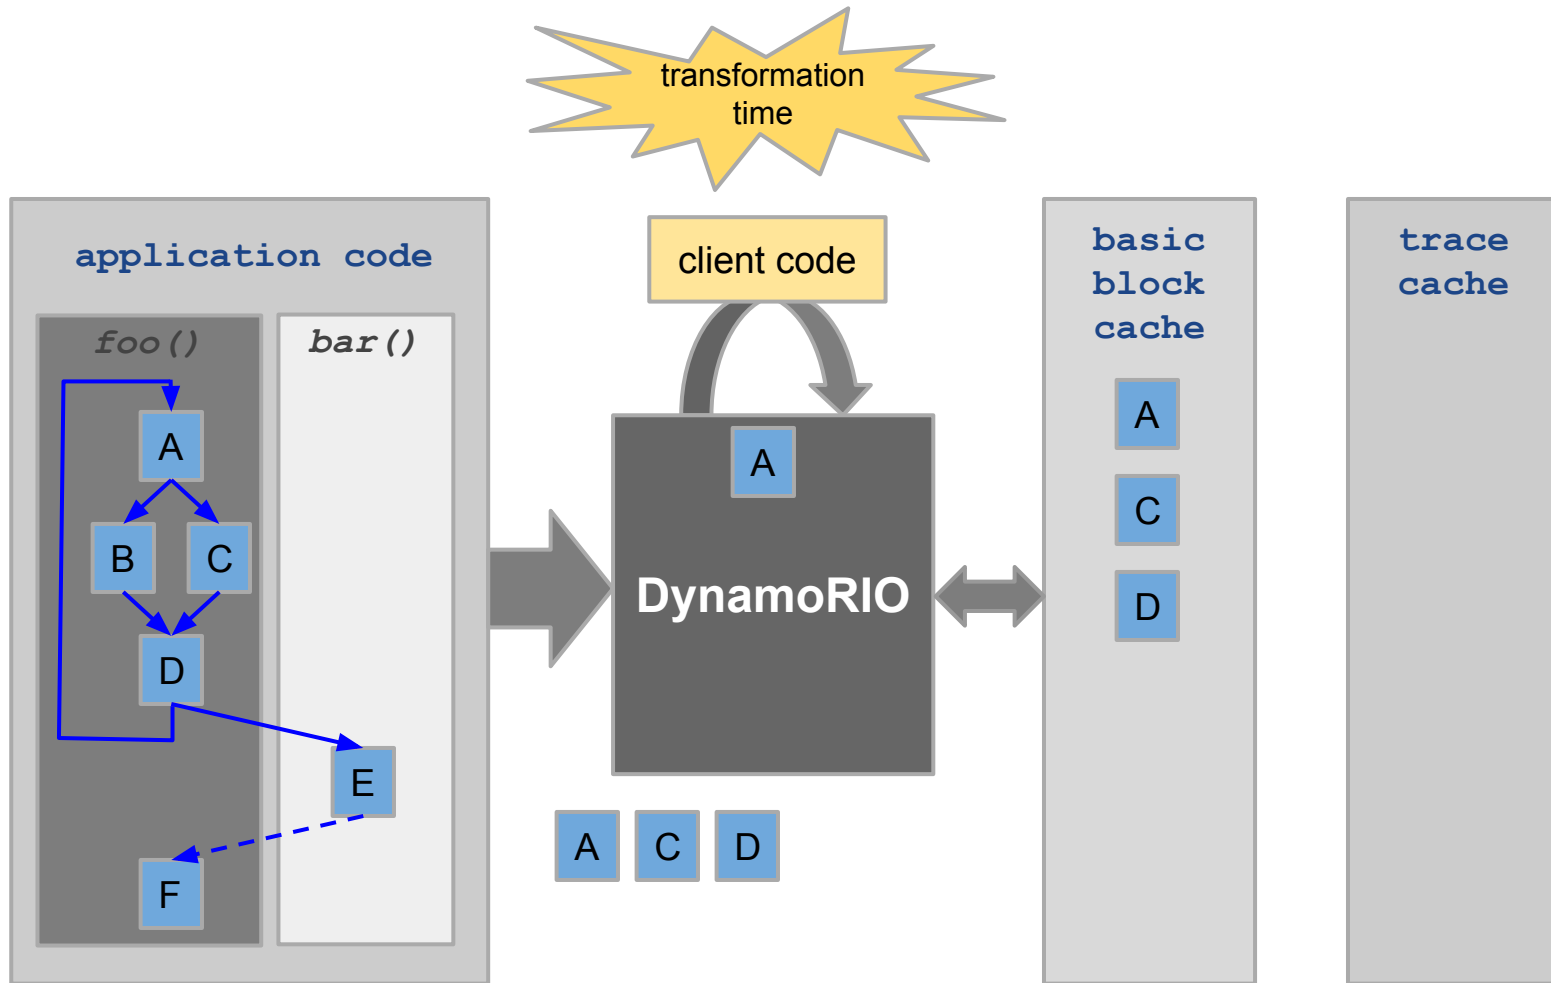 transformation
time
application code
foo()
bar()
A
B
C
D
E
F
client code
A
DynamoRIO
A
C
D
basic
block
cache
A
C
D
trace
cache